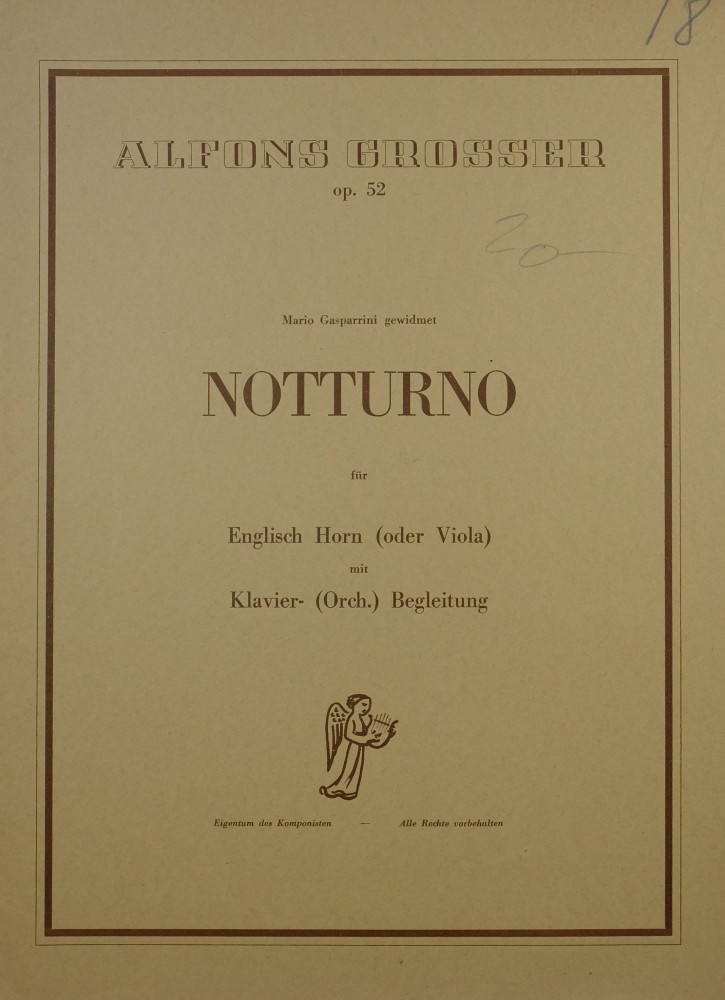 18
ALFONS GROSSER
op. 52
20
Mario Gasparrini gewidmet
NOTTURNO
für
Englisch Horn (oder Viola)
mit
Klavier- (Orch.) Begleitung
Eigentum des Komponisten — Alle Rechte vorbehalten